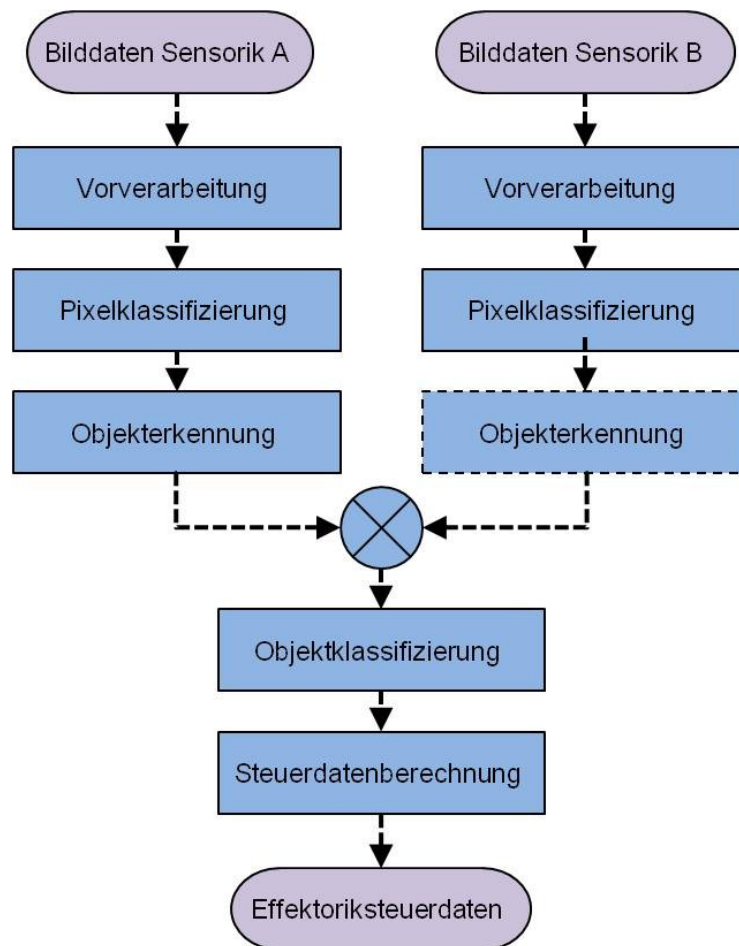 Bilddaten Sensorik A
Bilddaten Sensorik B
Vorverarbeitung
Vorverarbeitung
Pixelklassifizierung
Pixelklassifizierung
Objekterkennung
Objekterkennung
Objektklassifizierung
Steuerdatenberechnung
Effektoriksteuerdaten